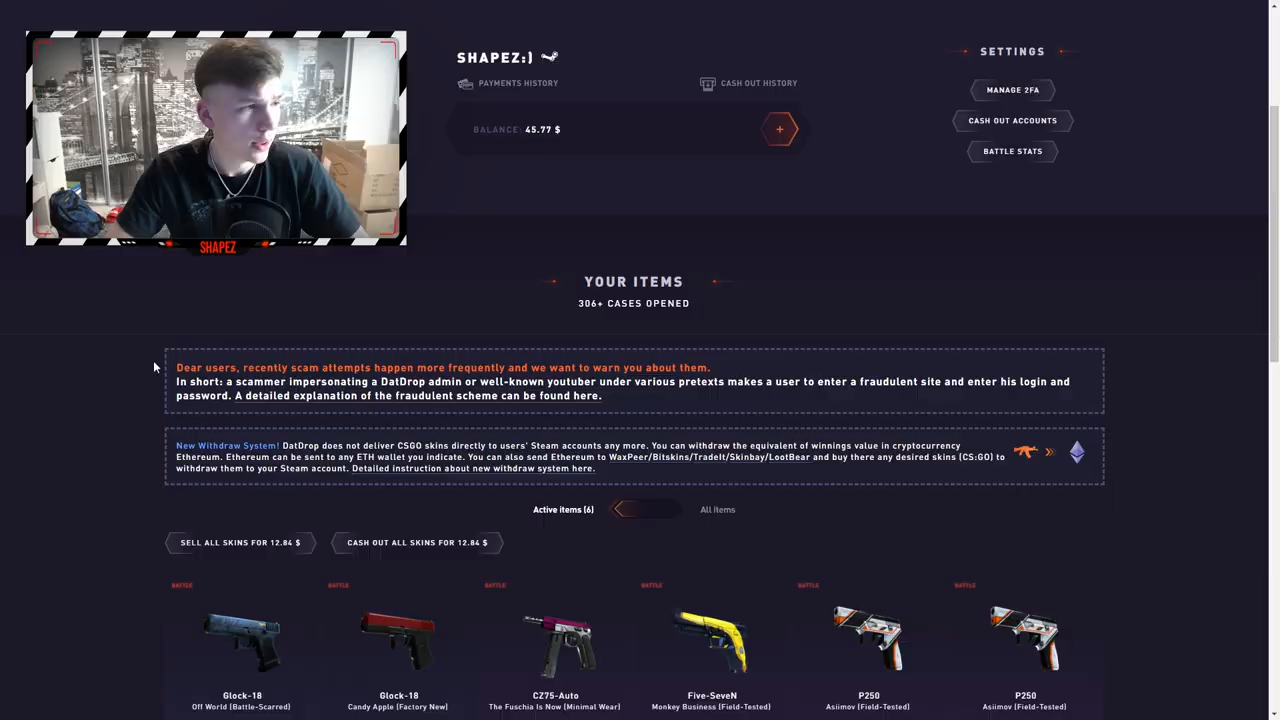 SHAPEZ:)
PAYMENTS HISTORY
CASH OUT HISTORY
BALANCE: 45.77 $
+
SETTINGS
MANAGE 2FA
CASH OUT ACCOUNTS
BATTLE STATS
SHAPEZ
YOUR ITEMS
306+ CASES OPENED
Dear users, recently scam attempts happen more frequently and we want to warn you about them.
In short: a scammer impersonating a DatDrop admin or well-known youtuber under various pretexts makes a user to enter a fraudulent site and enter his login and
password. A detailed explanation of the fraudulent scheme can be found here.
New Withdraw System! DatDrop does not deliver CSGO skins directly to users' Steam accounts any more. You can withdraw the equivalent of winnings value in cryptocurrency
Ethereum. Ethereum can be sent to any ETH wallet you indicate. You can also send Ethereum to WaxPeer/Bitskins/TradeIt/Skinbay/LootBear and buy there any desired skins (CS:GO) to
withdraw them to your Steam account. Detailed instruction about new withdraw system here.
Active items (6)
All items
SELL ALL SKINS FOR 12.84 $
CASH OUT ALL SKINS FOR 12.84 $
BATTLE
BATTLE
BATTLE
BATTLE
BATTLE
BATTLE
Glock-18
Off World (Battle-Scarred)
Glock-18
Candy Apple (Factory New)
CZ75-Auto
The Fuschia Is Now (Minimal Wear)
Five-SeveN
Monkey Business (Field-Tested)
P250
Asiimov (Field-Tested)
P250
Asiimov (Field-Tested)